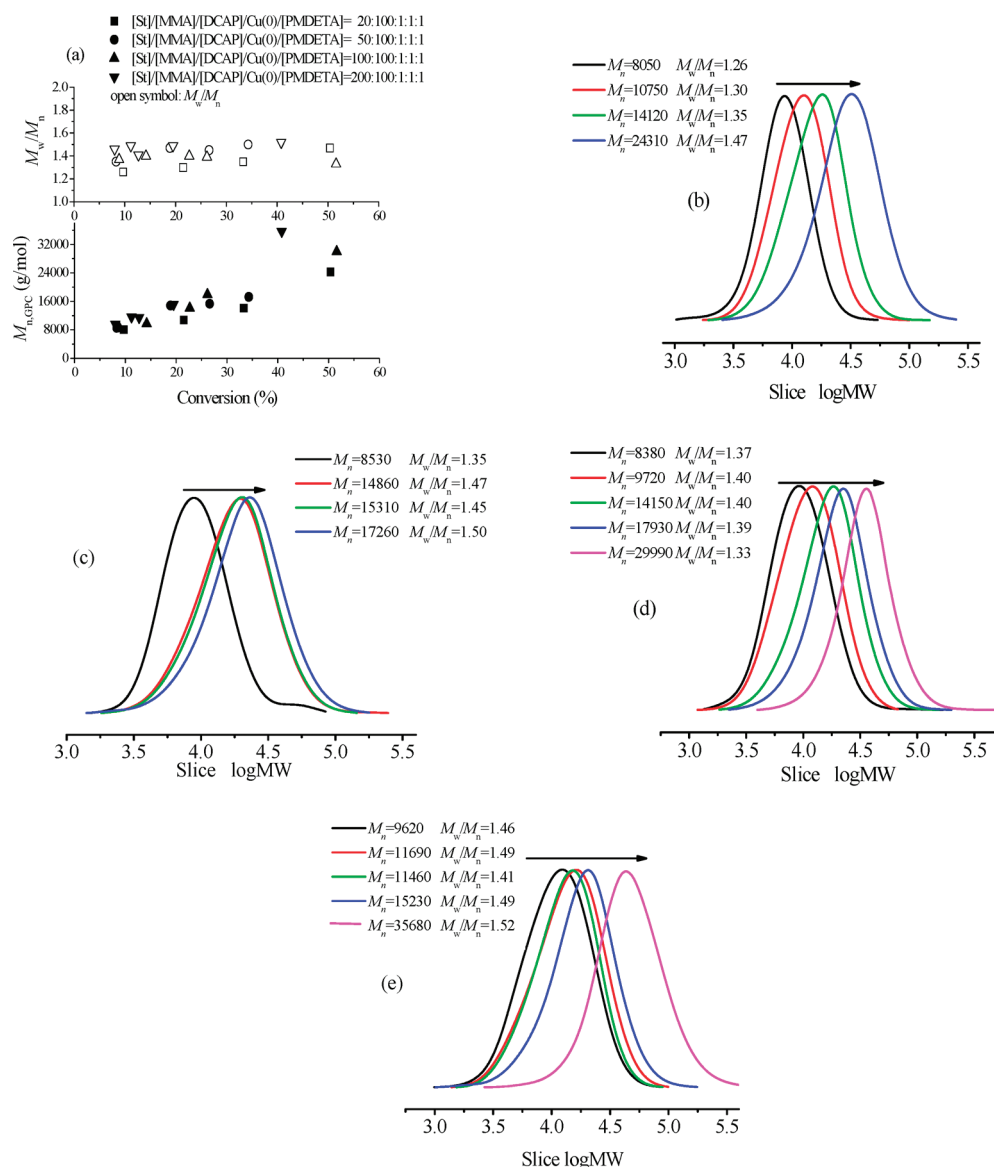 (a)
[St]/[MMA]/[DCAP]/Cu(0)/[PMDETA]= 20:100:1:1:1
[St]/[MMA]/[DCAP]/Cu(0)/[PMDETA]= 50:100:1:1:1
[St]/[MMA]/[DCAP]/Cu(0)/[PMDETA]=100:100:1:1:1
[St]/[MMA]/[DCAP]/Cu(0)/[PMDETA]=200:100:1:1:1
open symbol: Mw/Mn
Mw/Mn
2.0
1.8
1.6
1.4
1.2
1.0
0 10 20 30 40 50 60
Mn,GPC (g/mol)
32000
24000
16000
8000
0
0 10 20 30 40 50 60
Conversion (%)
Mn=8050 Mw/Mn=1.26
Mn=10750 Mw/Mn=1.30
Mn=14120 Mw/Mn=1.35
Mn=24310 Mw/Mn=1.47
(b)
3.0 3.5 4.0 4.5 5.0 5.5
Slice logMW
Mn=8530 Mw/Mn=1.35
Mn=14860 Mw/Mn=1.47
Mn=15310 Mw/Mn=1.45
Mn=17260 Mw/Mn=1.50
(c)
3.0 3.5 4.0 4.5 5.0 5.5
Slice logMW
Mn=8380 Mw/Mn=1.37
Mn=9720 Mw/Mn=1.40
Mn=14150 Mw/Mn=1.40
Mn=17930 Mw/Mn=1.39
Mn=29990 Mw/Mn=1.33
(d)
3.0 3.5 4.0 4.5 5.0 5.5
Slice logMW
Mn=9620 Mw/Mn=1.46
Mn=11690 Mw/Mn=1.49
Mn=11460 Mw/Mn=1.41
Mn=15230 Mw/Mn=1.49
Mn=35680 Mw/Mn=1.52
(e)
3.0 3.5 4.0 4.5 5.0 5.5
Slice logMW